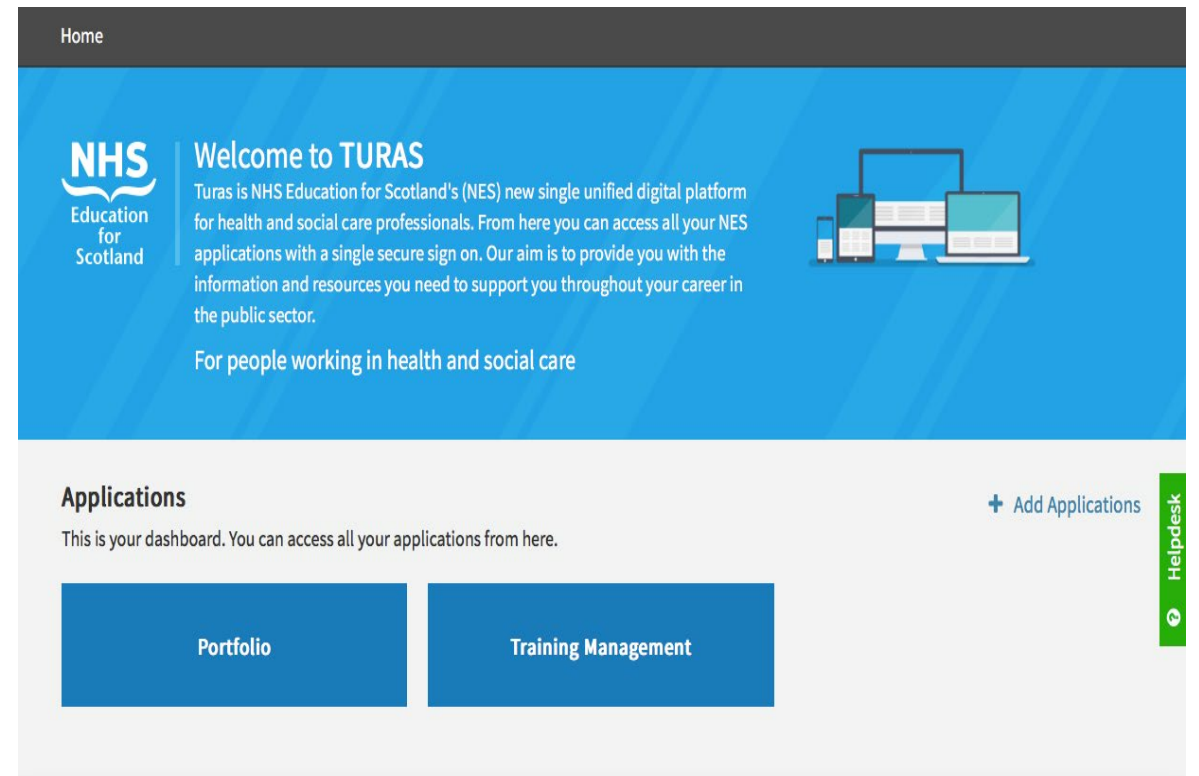 Home
NHS
Education
for
Scotland
Welcome to TURAS
Turas is NHS Education for Scotland's (NES) new single unified digital platform
for health and social care professionals. From here you can access all your NES
applications with a single secure sign on. Our aim is to provide you with the
information and resources you need to support you throughout your career in
the public sector.
For people working in health and social care
Applications
+ Add Applications
This is your dashboard. You can access all your applications from here.
Portfolio
Training Management
? Helpdesk